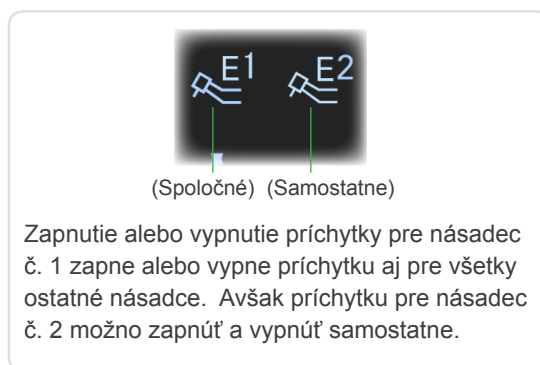 E1 E2
(Spoločné) (Samostatne)
Zapnutie alebo vypnutie príchytky pre násadec
č. 1 zapne alebo vypne príchytku aj pre všetky
ostatné násadce.  Avšak príchytku pre násadec
č. 2 možno zapnúť a vypnúť samostatne.